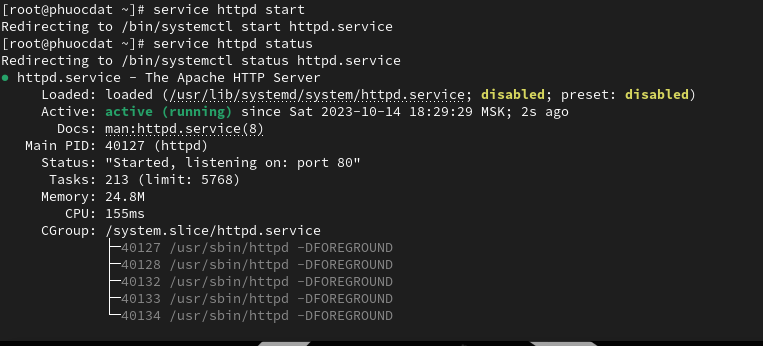 [root@phuocdat ~]# service httpd start
Redirecting to /bin/systemctl start httpd.service
[root@phuocdat ~]# service httpd status
Redirecting to /bin/systemctl status httpd.service
● httpd.service - The Apache HTTP Server
Loaded: loaded (/usr/lib/systemd/system/httpd.service; disabled; preset: disabled)
Active: active (running) since Sat 2023-10-14 18:29:29 MSK; 2s ago
Docs: man:httpd.service(8)
Main PID: 40127 (httpd)
Status: "Started, listening on: port 80"
Tasks: 213 (limit: 5768)
Memory: 24.8M
CPU: 155ms
CGroup: /system.slice/httpd.service
├─40127 /usr/sbin/httpd -DFOREGROUND
├─40128 /usr/sbin/httpd -DFOREGROUND
├─40132 /usr/sbin/httpd -DFOREGROUND
├─40133 /usr/sbin/httpd -DFOREGROUND
└─40134 /usr/sbin/httpd -DFOREGROUND